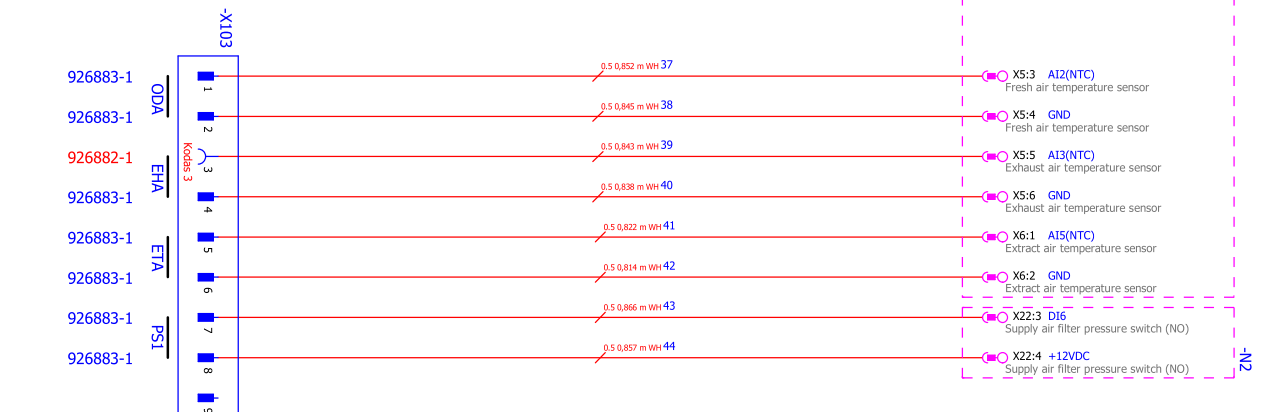 -X103
926883-1 1 0.5 0,852 m WH 37 X5:3 AI2(NTC)
Fresh air temperature sensor
ODA
926883-1 2 0.5 0,845 m WH 38 X5:4 GND
Fresh air temperature sensor
Kodas 3
926882-1 3 0.5 0,843 m WH 39 X5:5 AI3(NTC)
Exhaust air temperature sensor
EHA
926883-1 4 0.5 0,838 m WH 40 X5:6 GND
Exhaust air temperature sensor
926883-1 5 0.5 0,822 m WH 41 X6:1 AI5(NTC)
Extract air temperature sensor
ETA
926883-1 6 0.5 0,814 m WH 42 X6:2 GND
Extract air temperature sensor
926883-1 7 0.5 0,866 m WH 43 X22:3 DI6
Supply air filter pressure switch (NO)
PS1
926883-1 8 0.5 0,857 m WH 44 X22:4 +12VDC
Supply air filter pressure switch (NO)
-N2